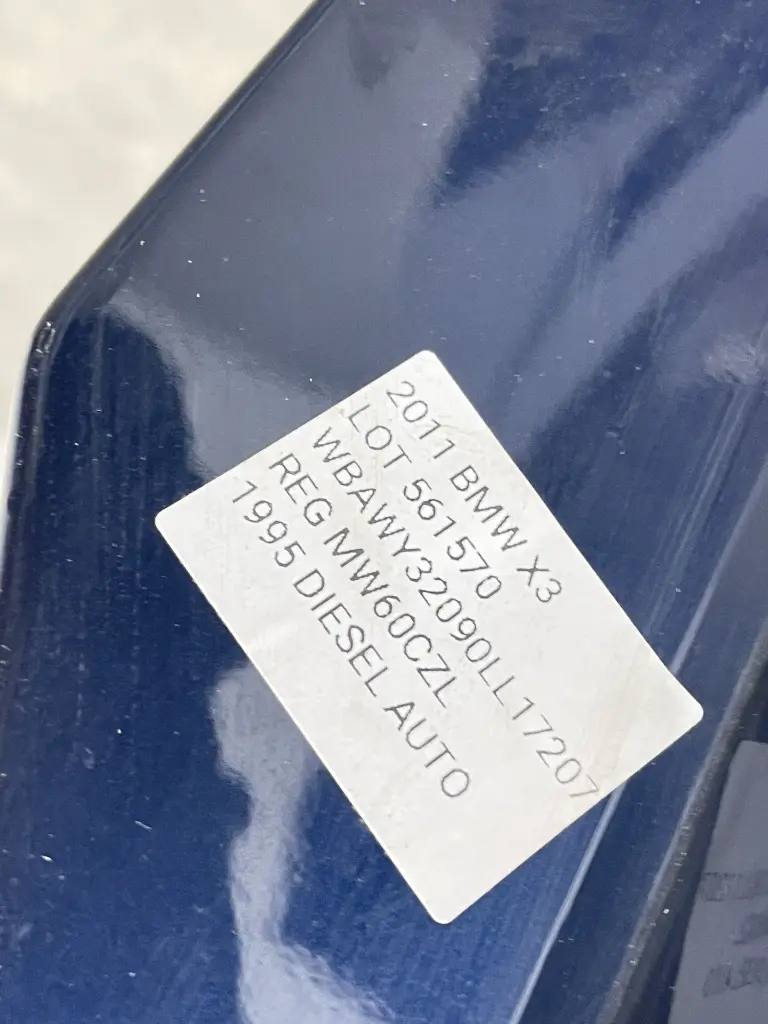 2011 BMW X3
LOT 561570
WBAWY32090LL17207
REG MW60CZL
1995 DIESEL AUTO